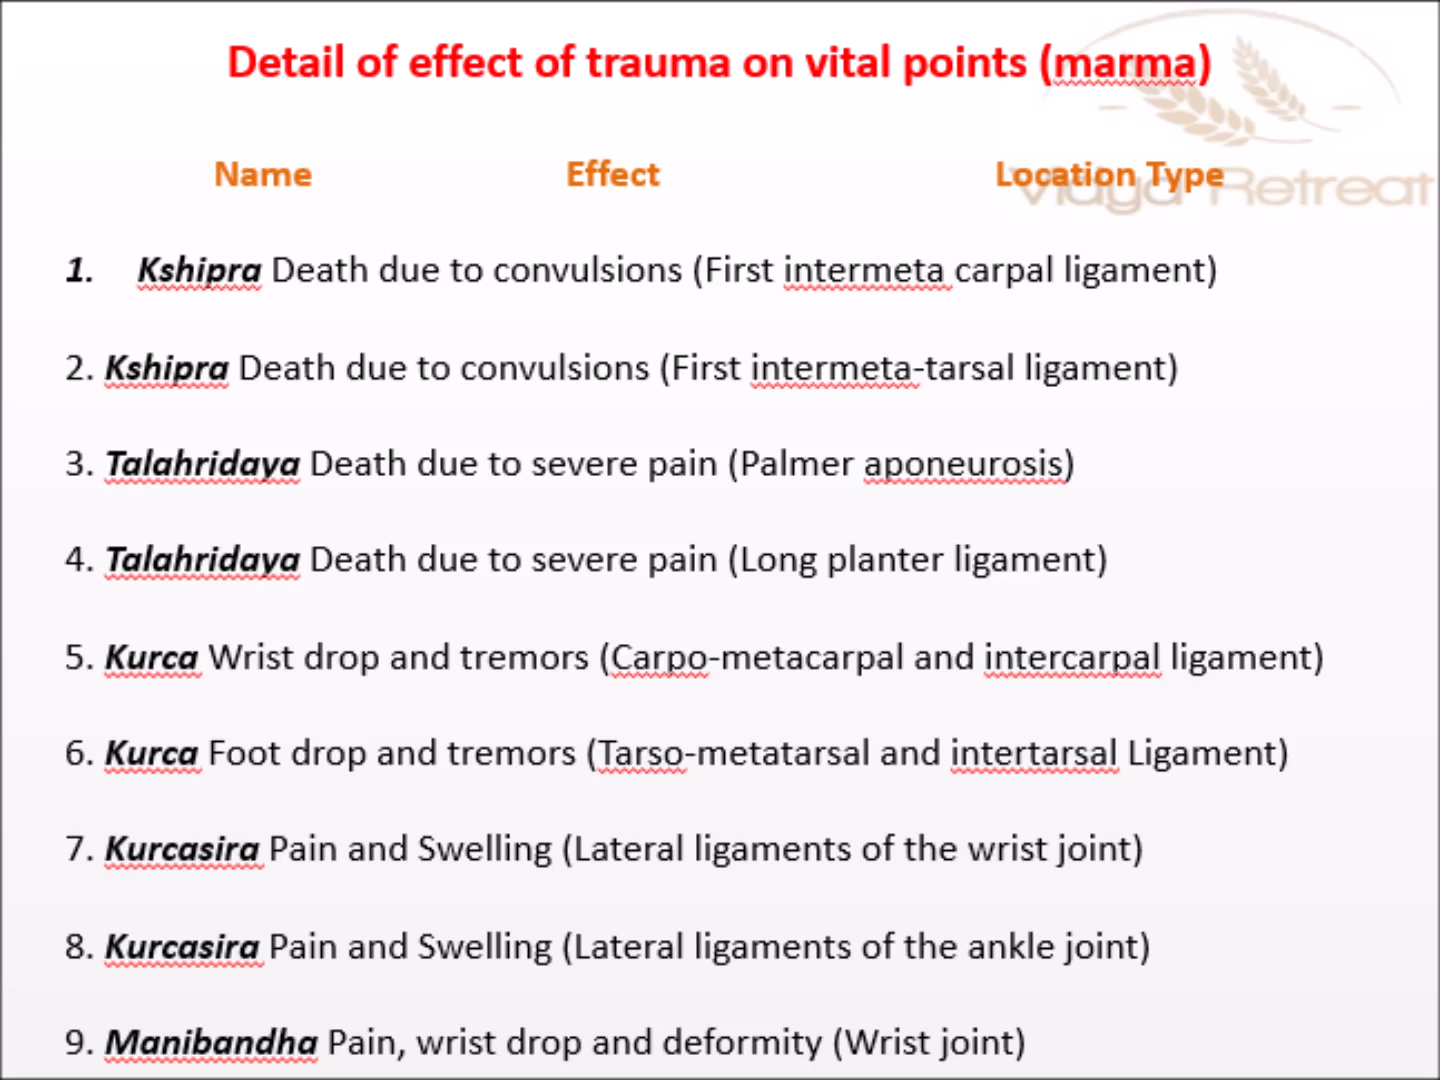 Detail of effect of trauma on vital points (marma)
Name Effect Location Type
Vidya Retreat
1. Kshipra Death due to convulsions (First intermeta carpal ligament)
2. Kshipra Death due to convulsions (First intermeta-tarsal ligament)
3. Talahridaya Death due to severe pain (Palmer aponeurosis)
4. Talahridaya Death due to severe pain (Long planter ligament)
5. Kurca Wrist drop and tremors (Carpo-metacarpal and intercarpal ligament)
6. Kurca Foot drop and tremors (Tarso-metatarsal and intertarsal Ligament)
7. Kurcasira Pain and Swelling (Lateral ligaments of the wrist joint)
8. Kurcasira Pain and Swelling (Lateral ligaments of the ankle joint)
9. Manibandha Pain, wrist drop and deformity (Wrist joint)